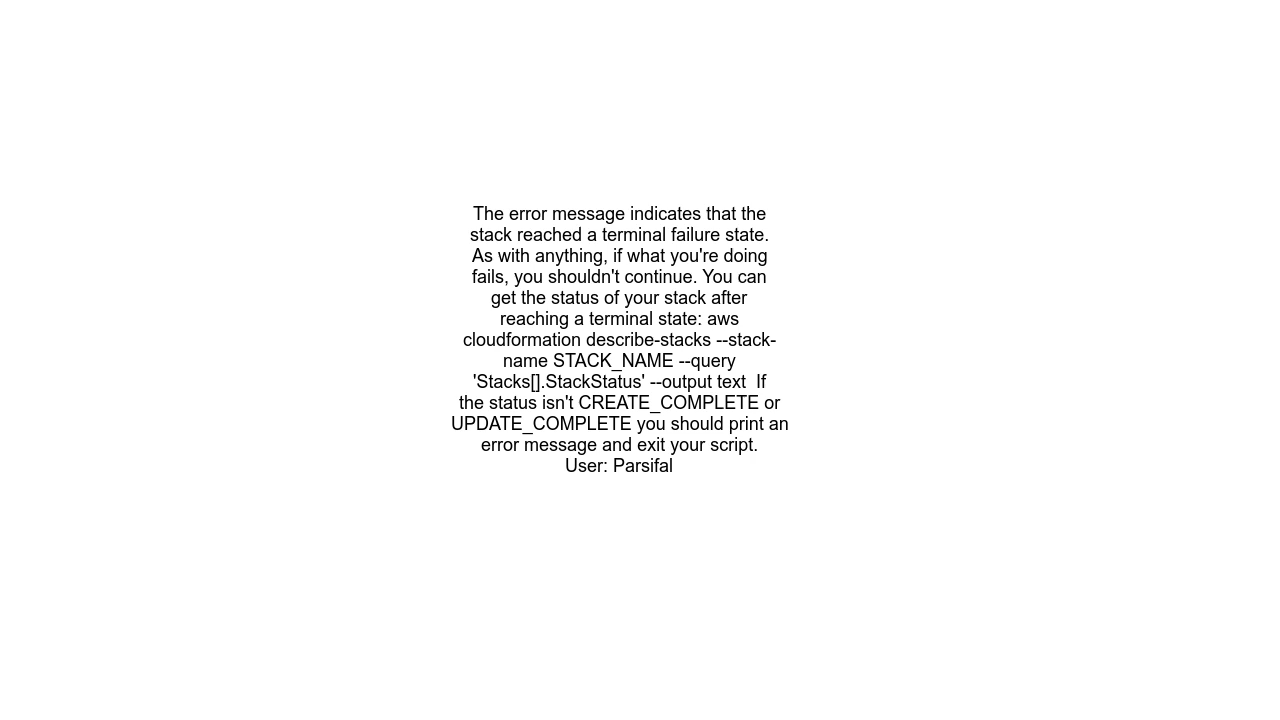 The error message indicates that the
stack reached a terminal failure state.
As with anything, if what you're doing
fails, you shouldn't continue. You can
get the status of your stack after
reaching a terminal state: aws
cloudformation describe-stacks --stack-
name STACK_NAME --query
'Stacks[].StackStatus' --output text  If
the status isn't CREATE_COMPLETE or
UPDATE_COMPLETE you should print an
error message and exit your script.
User: Parsifal